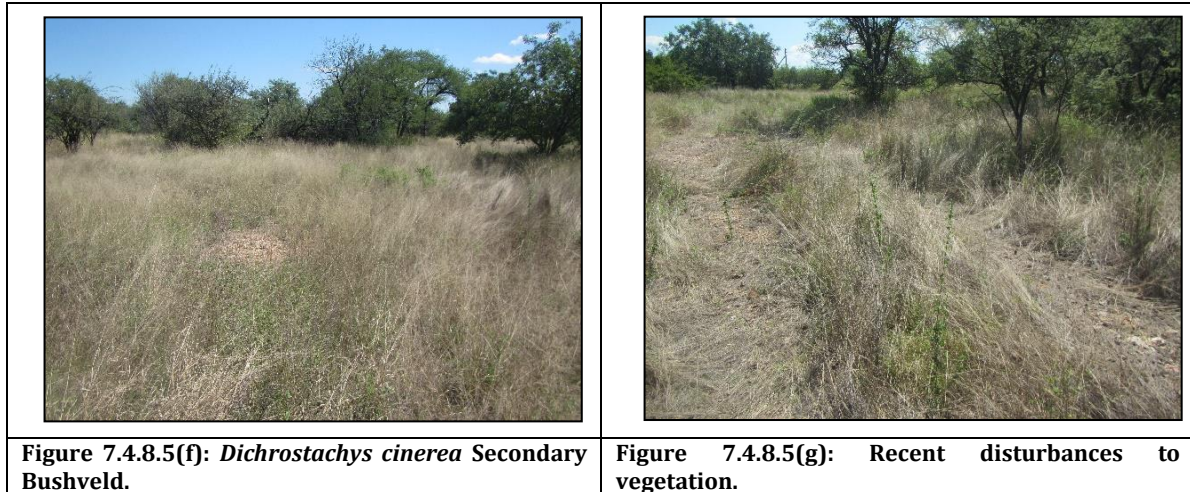 Figure 7.4.8.5(f): Dichrostachys cinerea Secondary
Bushveld.
Figure 7.4.8.5(g): Recent disturbances to
vegetation.